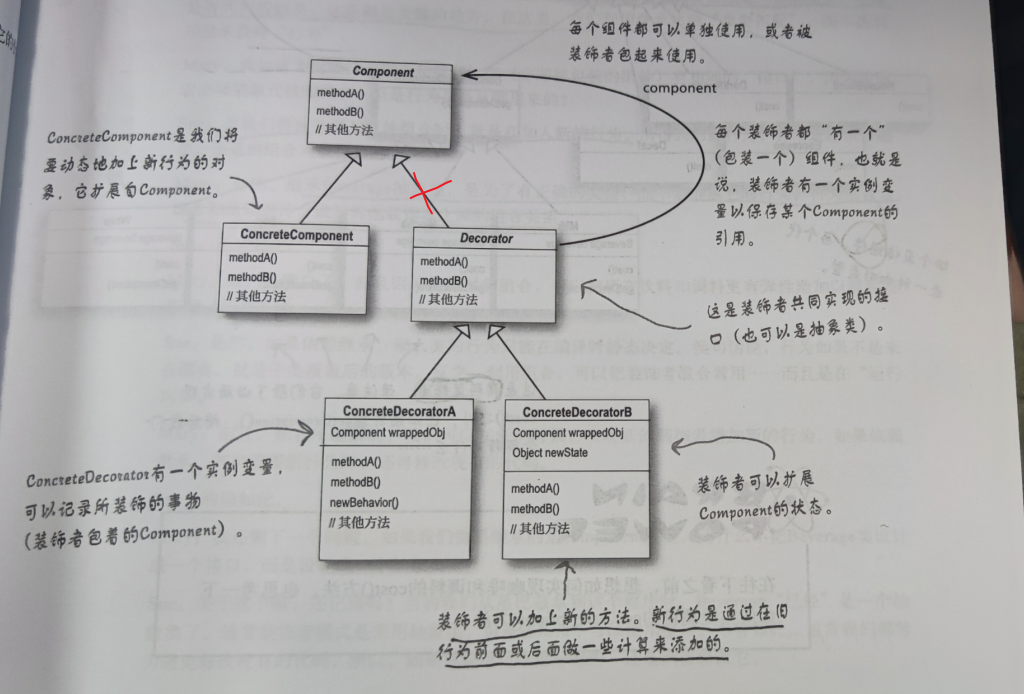 每个组件都可以单独使用，或者被
装饰者包起来使用。
Component
methodA()
methodB()
// 其他方法
component
ConcreteComponent是我们将
要动态地加上新行为的对
象，它扩展自Component。
每个装饰者都“有一个”
（包装一个）组件，也就是
说，装饰者有一个实例变
量以保存某个Component的
引用。
ConcreteComponent
methodA()
methodB()
// 其他方法
Decorator
methodA()
methodB()
// 其他方法
这是装饰者共同实现的接
口（也可以是抽象类）。
ConcreteDecoratorA
Component wrappedObj
methodA()
methodB()
newBehavior()
// 其他方法
ConcreteDecoratorB
Component wrappedObj
Object newState
methodA()
methodB()
// 其他方法
ConcreteDecorator有一个实例变量，
可以记录所装饰的事物
（装饰者包着的Component）。
装饰者可以扩展
Component的状态。
装饰者可以加上新的方法。新行为是通过在旧
行为前面或后面做一些计算来添加的。